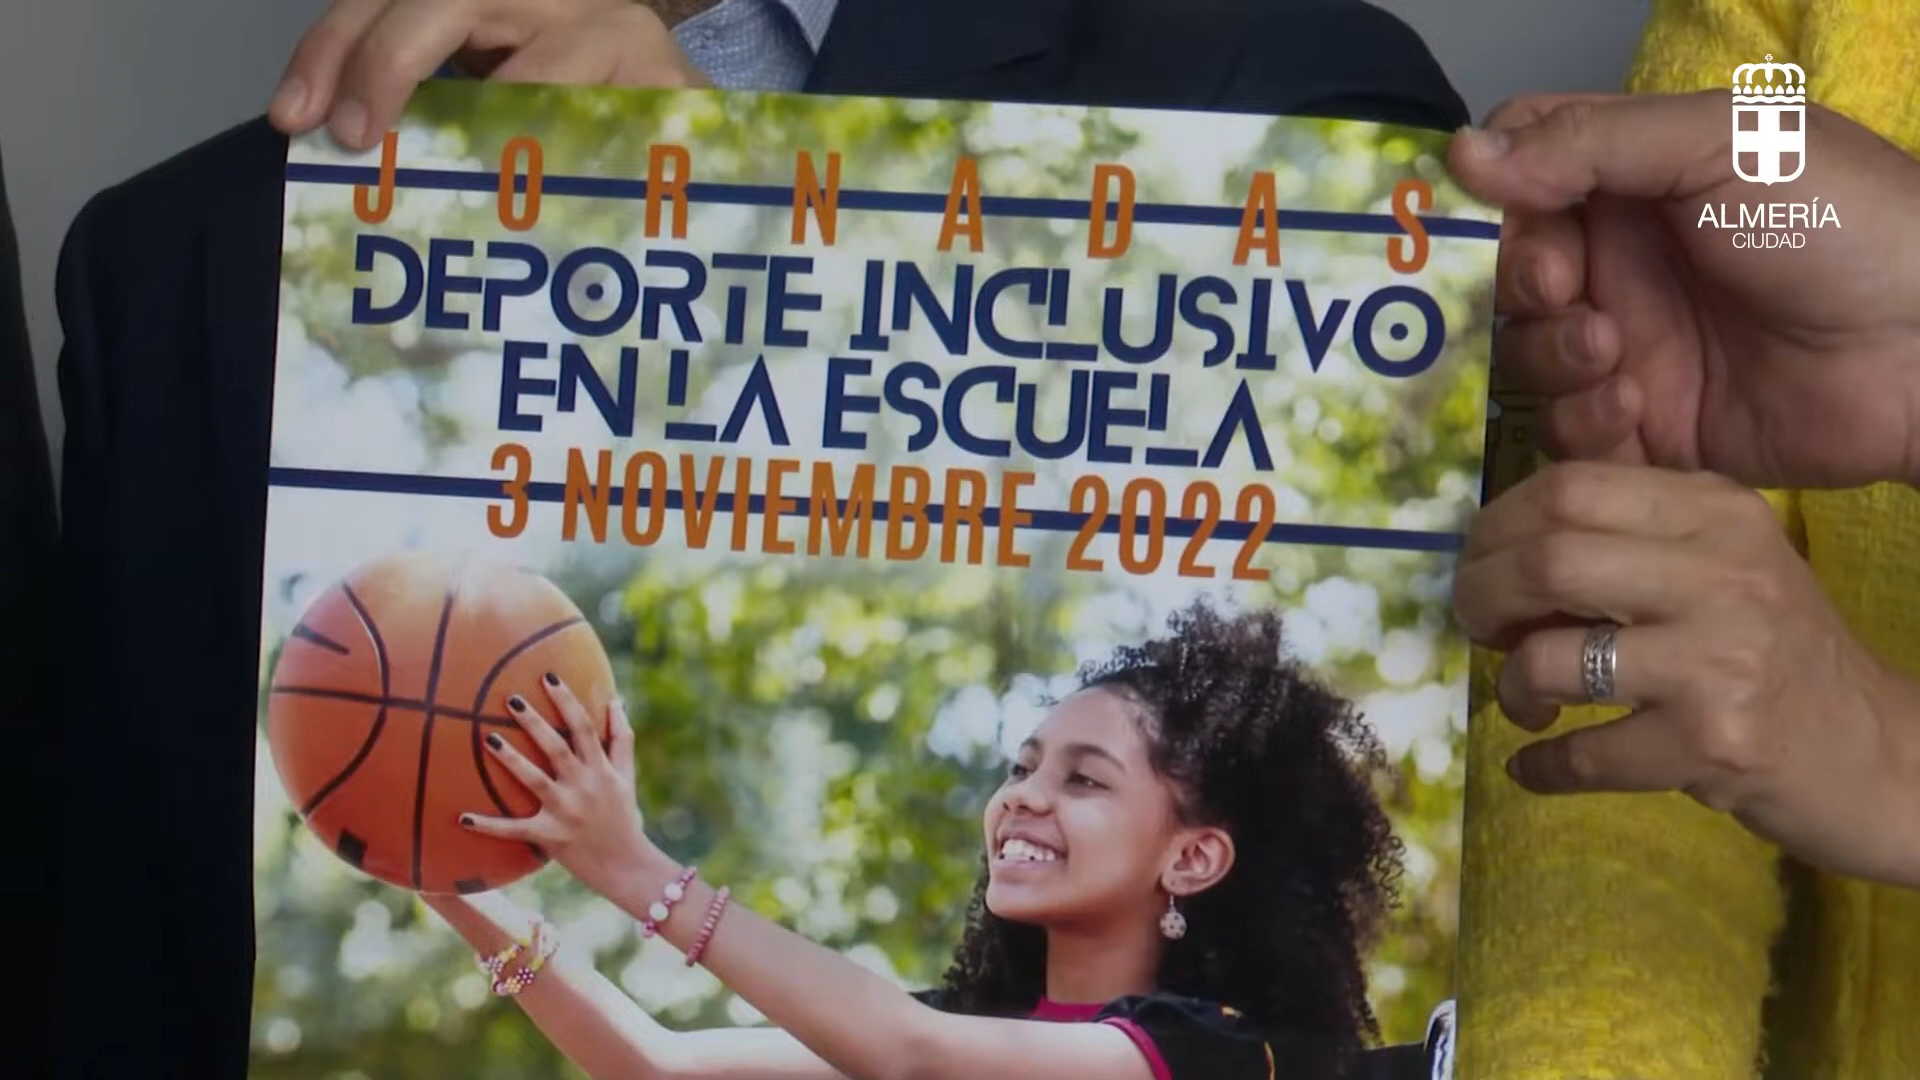 JORNADAS
DEPORTE INCLUSIVO
EN LA ESCUELA
3 NOVIEMBRE 2022
ALMERÍA
CIUDAD